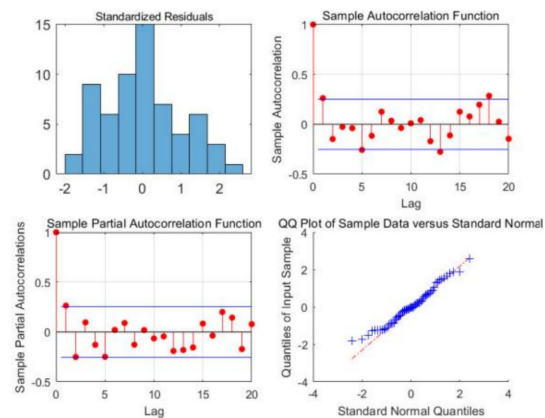 Standardized Residuals
15
10
5
0
-2 -1 0 1 2
Sample Autocorrelation Function
Sample Autocorrelation
1
0.5
0
-0.5
0 5 10 15 20
Lag
Sample Partial Autocorrelation Function
Sample Partial Autocorrelations
1
0.5
0
-0.5
0 5 10 15 20
Lag
QQ Plot of Sample Data versus Standard Normal
Quantiles of Input Sample
4
2
0
-2
-4
-4 -2 0 2 4
Standard Normal Quantiles